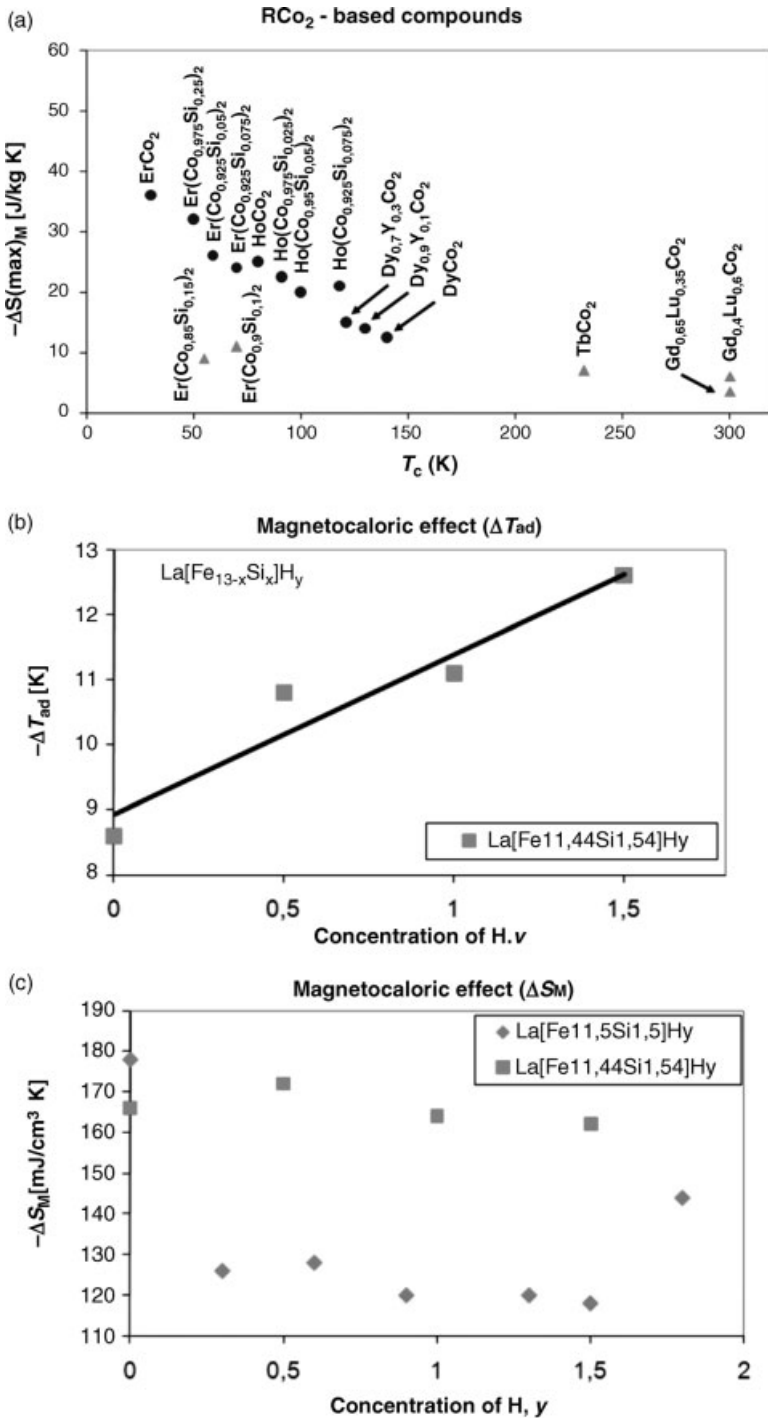 (a)
RCo₂ - based compounds
−ΔS(max)M [J/kg K]
60
50
40
30
20
10
0
ErCo₂
Er(Co0,975Si0,25)₂
Er(Co0,925Si0,05)₂
Er(Co0,925Si0,075)₂
HoCo₂
Ho(Co0,975Si0,025)₂
Ho(Co0,95Si0,05)₂
Ho(Co0,925Si0,075)₂
Dy0,7Y0,3Co₂
Dy0,9Y0,1Co₂
DyCo₂
Er(Co0,85Si0,15)₂
Er(Co0,9Si0,1)₂
TbCo₂
Gd0,65Lu0,35Co₂
Gd0,4Lu0,6Co₂
0 50 100 150 200 250 300
Tc (K)
(b)
Magnetocaloric effect (ΔTad)
La[Fe13-xSix]Hy
−ΔTad [K]
13
12
11
10
9
8
La[Fe11,44Si1,54]Hy
0 0,5 1 1,5
Concentration of H.v
(c)
Magnetocaloric effect (ΔSM)
La[Fe11,5Si1,5]Hy
La[Fe11,44Si1,54]Hy
−ΔSM[mJ/cm³ K]
190
180
170
160
150
140
130
120
110
0 0,5 1 1,5 2
Concentration of H, y